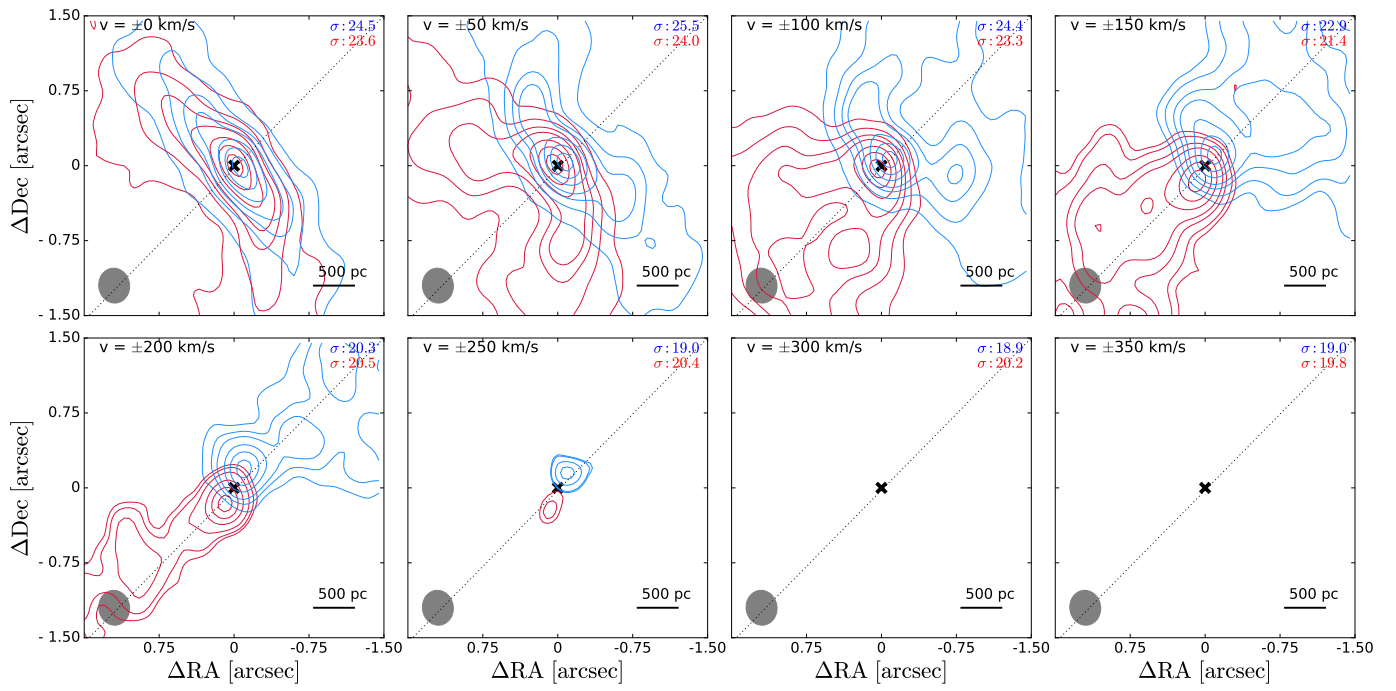 v = ±0 km/s
σ : 24.5
σ : 23.6
500 pc
v = ±50 km/s
σ : 25.5
σ : 24.0
500 pc
v = ±100 km/s
σ : 24.4
σ : 23.3
500 pc
v = ±150 km/s
σ : 22.9
σ : 21.4
500 pc
1.50
0.75
0
- 0.75
- 1.50
ΔDec [arcsec]
v = ±200 km/s
σ : 20.3
σ : 20.5
500 pc
v = ±250 km/s
σ : 19.0
σ : 20.4
500 pc
v = ±300 km/s
σ : 18.9
σ : 20.2
500 pc
v = ±350 km/s
σ : 19.0
σ : 19.8
500 pc
1.50
0.75
0
- 0.75
- 1.50
ΔDec [arcsec]
0.75 0 -0.75 -1.50
0.75 0 -0.75 -1.50
0.75 0 -0.75 -1.50
0.75 0 -0.75 -1.50
ΔRA [arcsec]
ΔRA [arcsec]
ΔRA [arcsec]
ΔRA [arcsec]